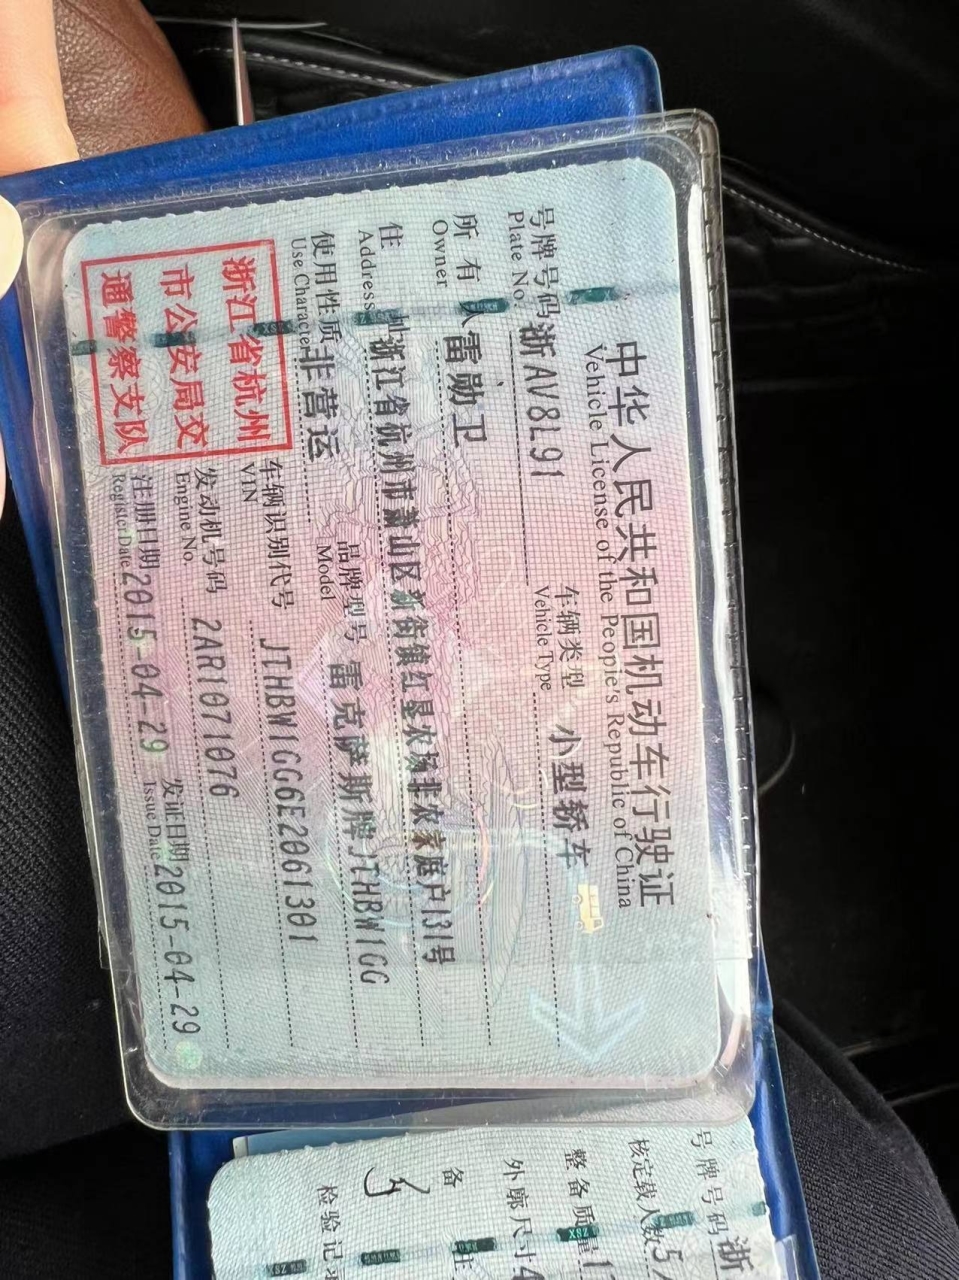 中华人民共和国机动车行驶证
Vehicle License of the People's Republic of China
号牌号码 浙AV8L91 车辆类型 小型轿车
Plate No. Vehicle Type
所有人 雷勋卫
Owner
住址 浙江省杭州市萧山区新街镇红垦农场非农家庭户131号
Address
使用性质 非营运 品牌型号 雷克萨斯牌JTHBW1GG
Use Character Model
浙江省杭州
市公安局交
通警察支队
车辆识别代号 JTHBW1GG6E2061301
VIN
发动机号码 2AR1071076
Engine No.
注册日期 2015-04-29 发证日期 2015-04-29
Register Date Issue Date
号牌号码 浙
核定载人数 5
整备质量 1
外廓尺寸 4
备
检验记